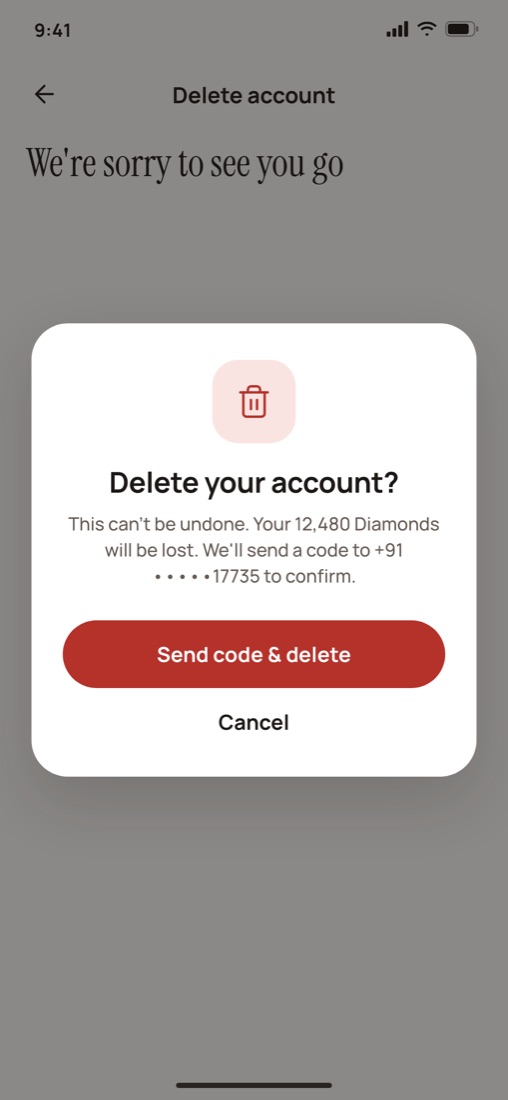 9:41
Delete account
We're sorry to see you go
Delete your account?
This can't be undone. Your 12,480 Diamonds
will be lost. We'll send a code to +91
•••••17735 to confirm.
Send code & delete
Cancel